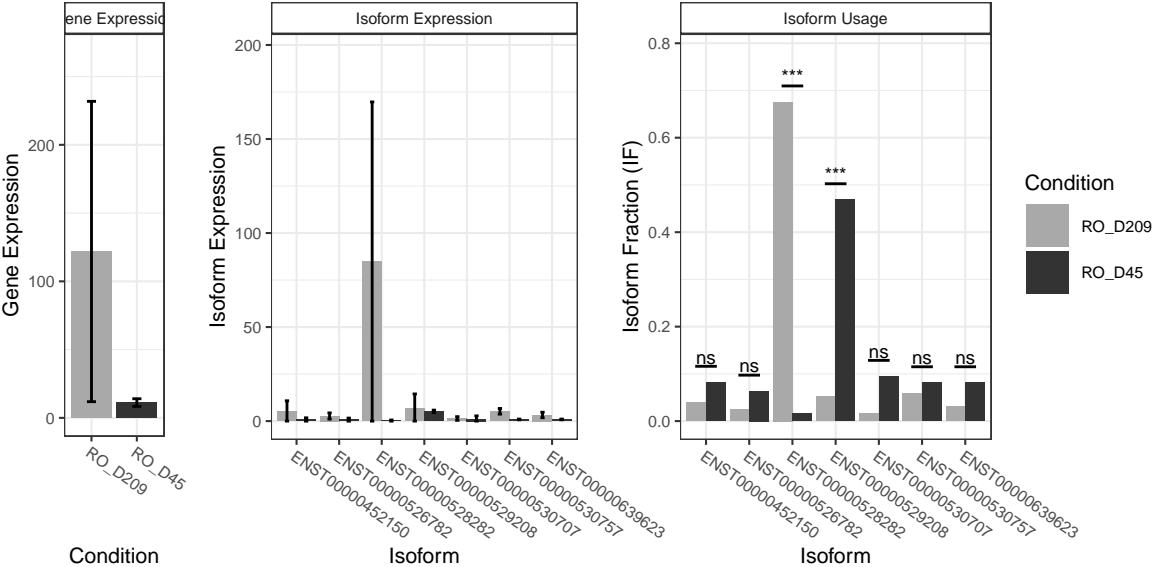 ene Expressio
Gene Expression
200
100
0
RO_D209
RO_D45
Condition
Isoform Expression
Isoform Expression
200
150
100
50
0
ENST00000452150
ENST00000526782
ENST00000528282
ENST00000529208
ENST00000530707
ENST00000530757
ENST00000639623
Isoform
Isoform Usage
Isoform Fraction (IF)
0.8
0.6
0.4
0.2
0.0
ns
ns
***
***
ns
ns
ns
ENST00000452150
ENST00000526782
ENST00000528282
ENST00000529208
ENST00000530707
ENST00000530757
ENST00000639623
Isoform
Condition
RO_D209
RO_D45